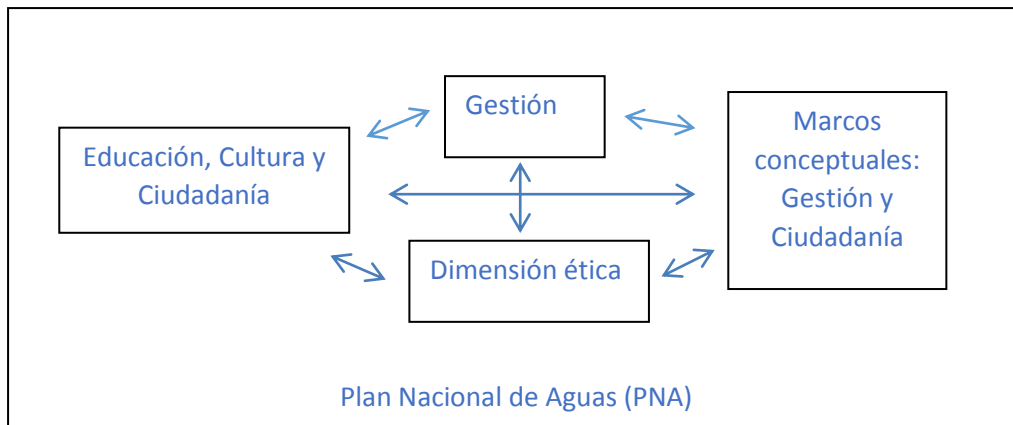 Gestión
Educación, Cultura y
Ciudadanía
Marcos
conceptuales:
Gestión y
Ciudadanía
Dimensión ética
Plan Nacional de Aguas (PNA)